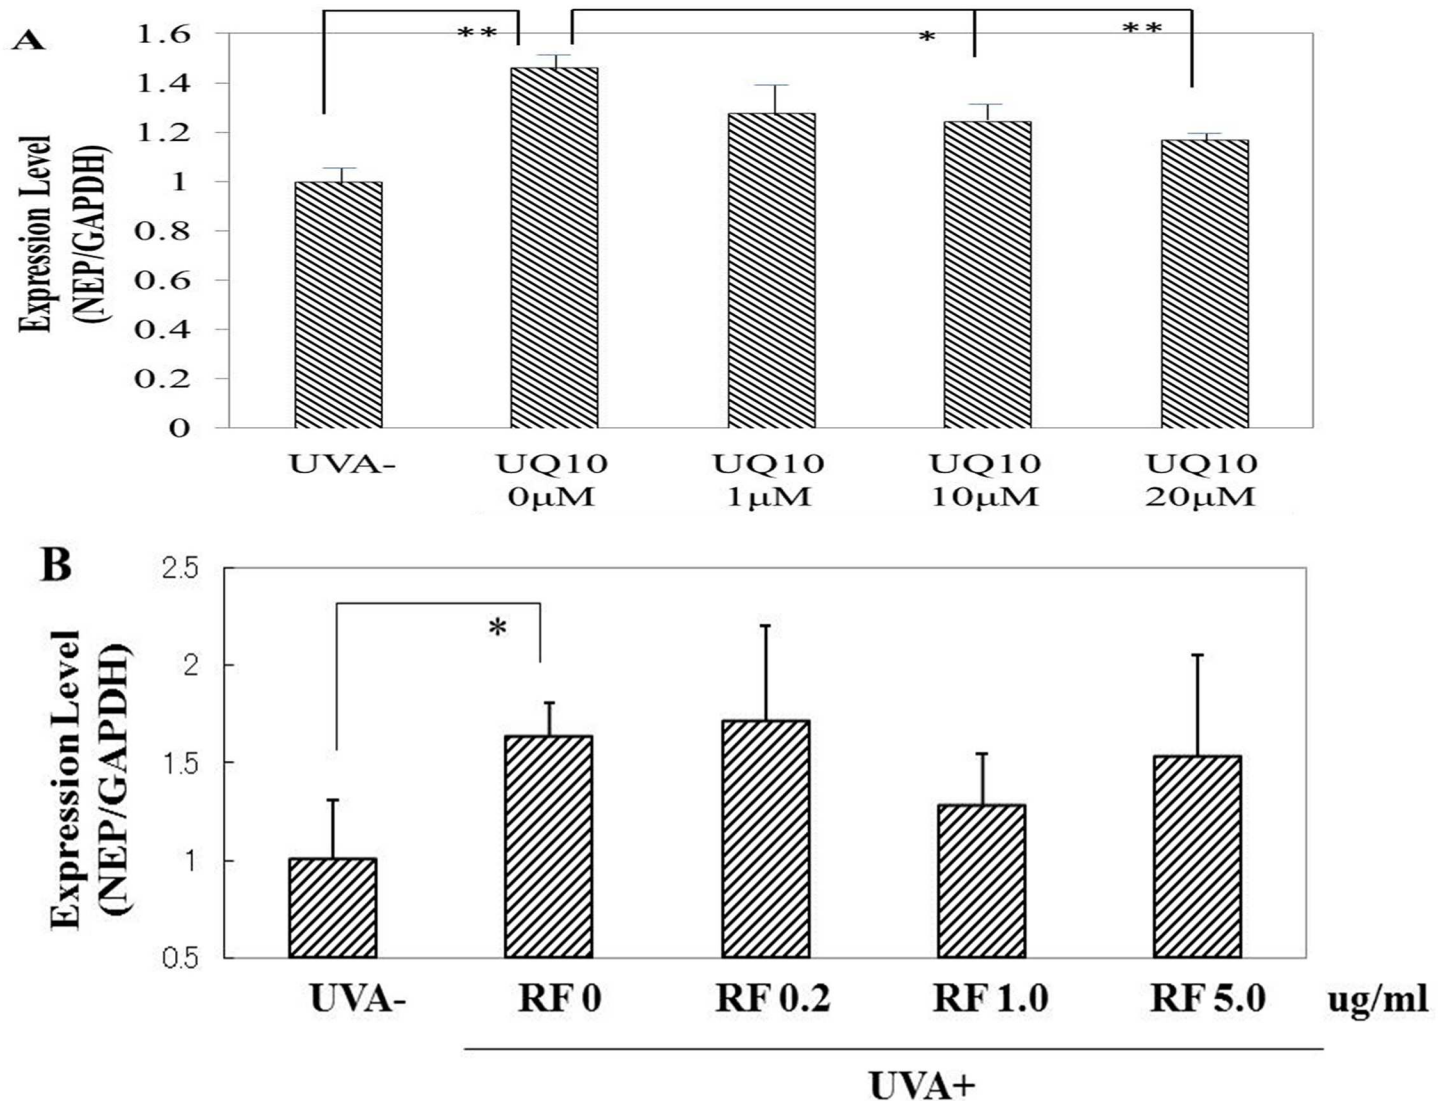 A
** * **
1.6
1.4
1.2
1
0.8
0.6
0.4
0.2
0
Expression Level
(NEP/GAPDH)
UVA- UQ10 UQ10 UQ10 UQ10
0μM 1μM 10μM 20μM
B
*
2.5
2
1.5
1
0.5
Expression Level
(NEP/GAPDH)
UVA- RF 0 RF 0.2 RF 1.0 RF 5.0 ug/ml
UVA+